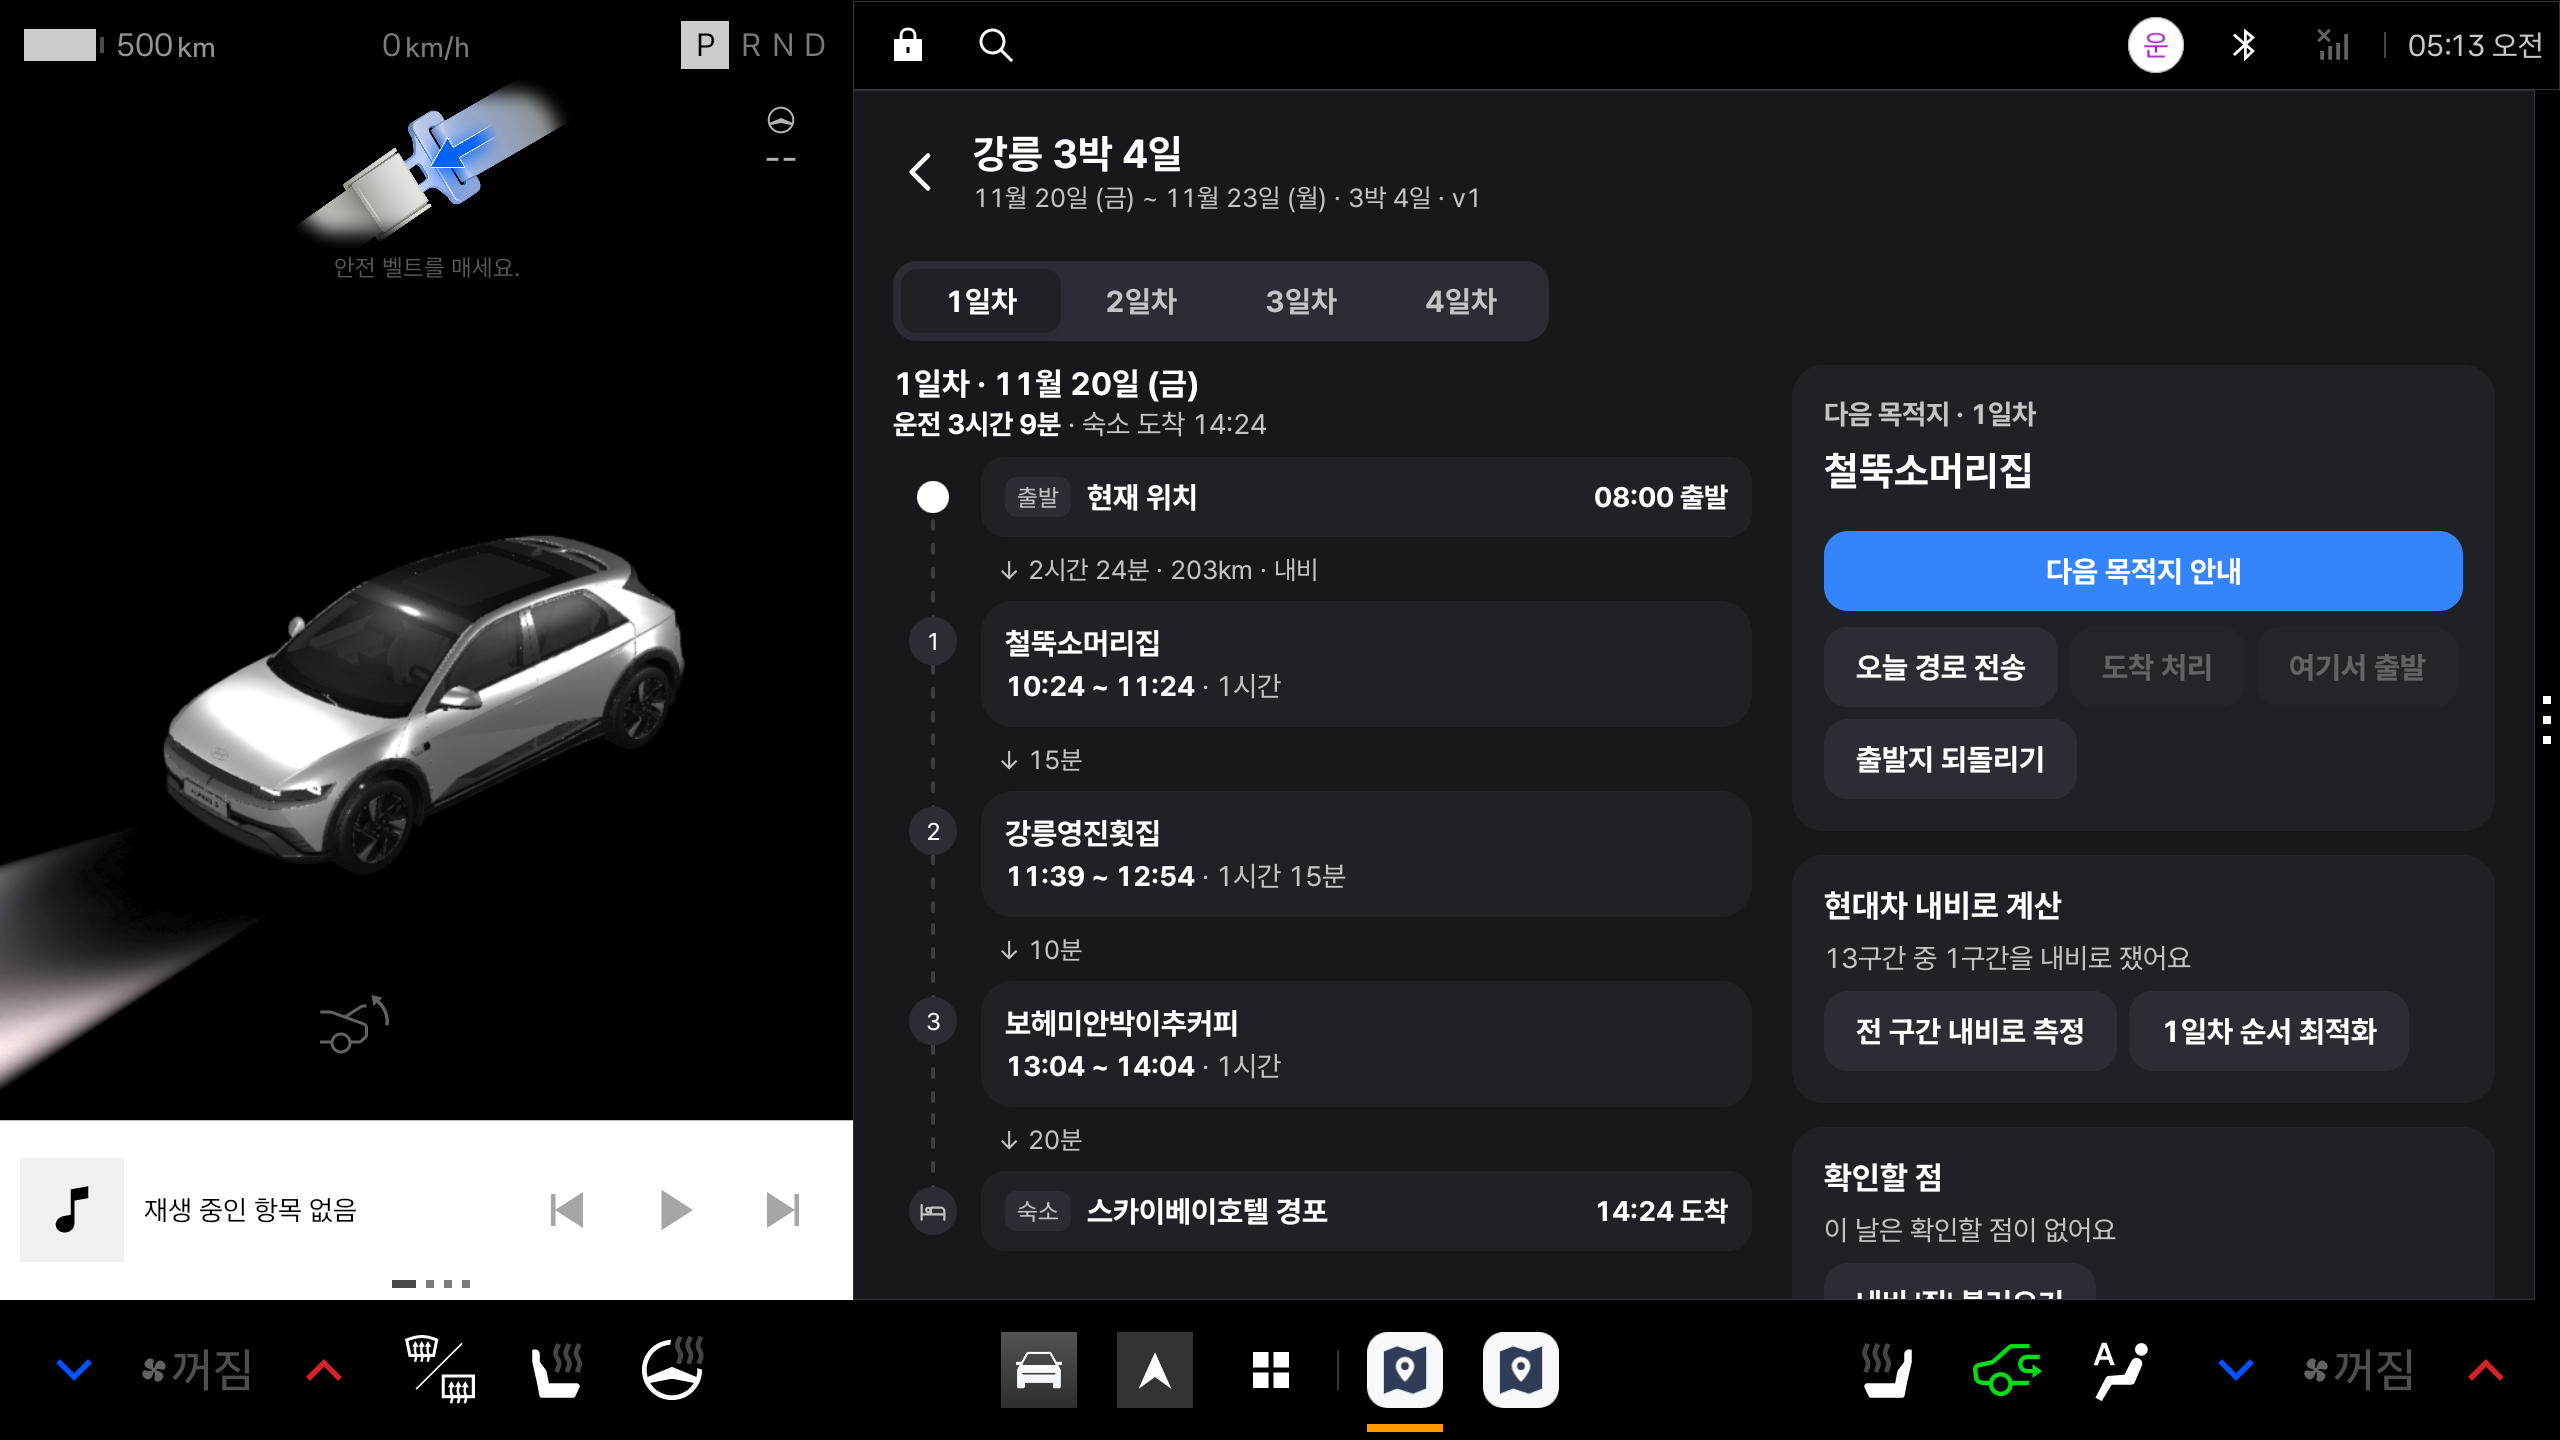 500 km
0 km/h
P R N D
운
05:13 오전
안전 벨트를 매세요.
강릉 3박 4일
11월 20일 (금) ~ 11월 23일 (월) · 3박 4일 · v1
1일차
2일차
3일차
4일차
1일차 · 11월 20일 (금)
운전 3시간 9분 · 숙소 도착 14:24
출발 현재 위치 08:00 출발
↓ 2시간 24분 · 203km · 내비
1
철뚝소머리집
10:24 ~ 11:24 · 1시간
↓ 15분
2
강릉영진횟집
11:39 ~ 12:54 · 1시간 15분
↓ 10분
3
보헤미안박이추커피
13:04 ~ 14:04 · 1시간
↓ 20분
숙소 스카이베이호텔 경포 14:24 도착
다음 목적지 · 1일차
철뚝소머리집
다음 목적지 안내
오늘 경로 전송
도착 처리
여기서 출발
출발지 되돌리기
현대차 내비로 계산
13구간 중 1구간을 내비로 쟀어요
전 구간 내비로 측정
1일차 순서 최적화
확인할 점
이 날은 확인할 점이 없어요
재생 중인 항목 없음
꺼짐
A
꺼짐